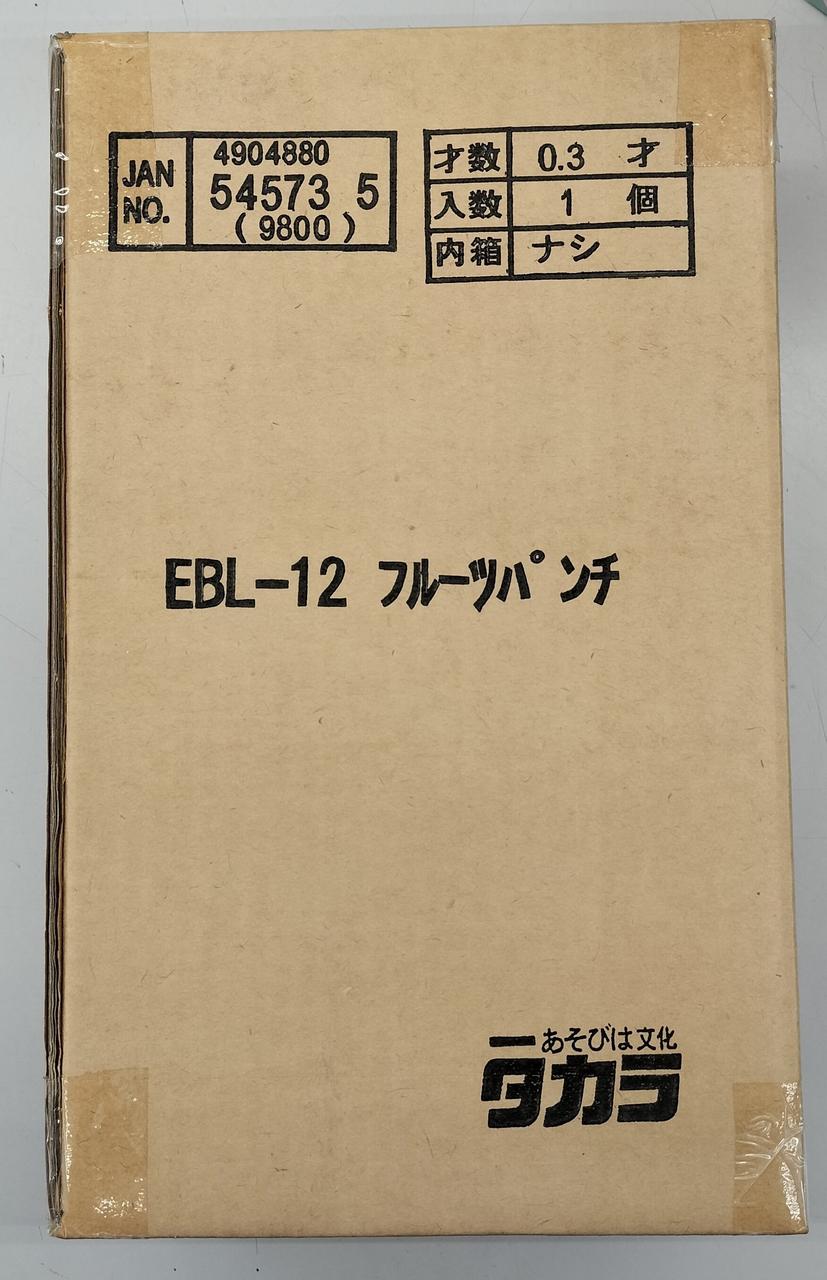 JAN NO.
4904880
54573 5
( 9800 )
才数 0.3 才
入数 1 個
内箱 ナシ
EBL-12 フルーツパンチ
あそびは文化
タカラ